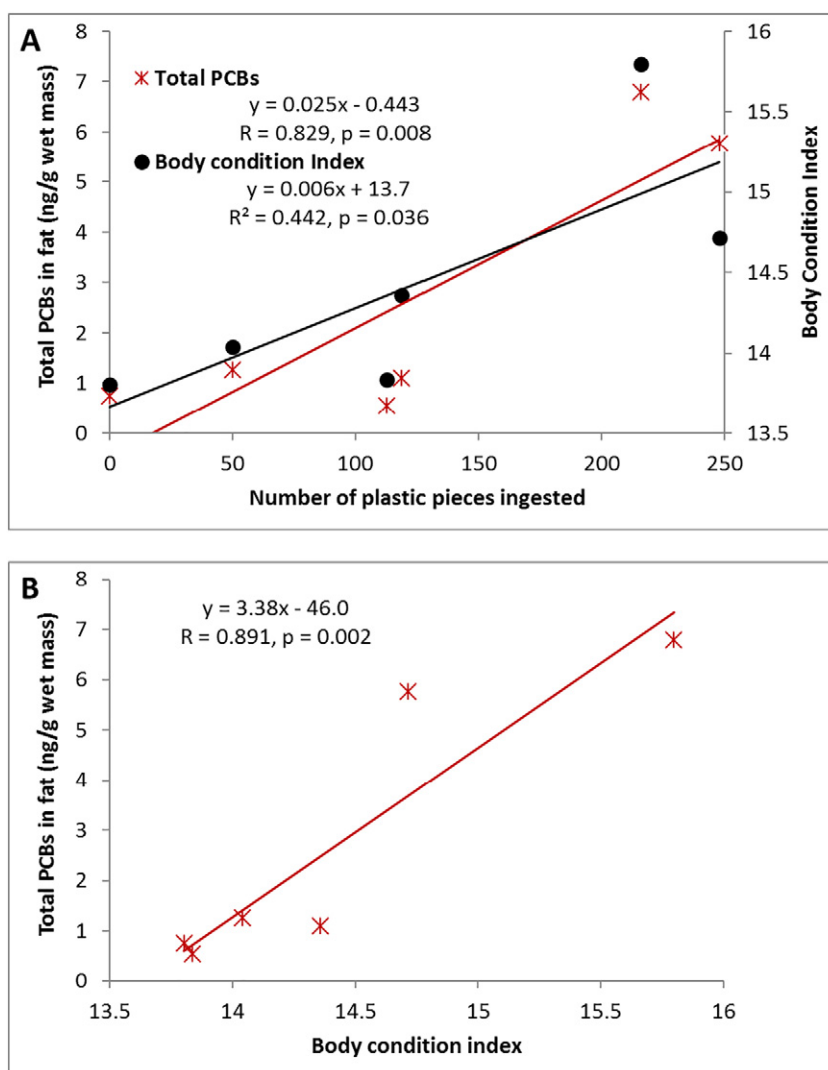 A
Total PCBs in fat (ng/g wet mass)
8
7
6
5
4
3
2
1
0
Total PCBs
y = 0.025x - 0.443
R = 0.829, p = 0.008
Body condition Index
y = 0.006x + 13.7
R² = 0.442, p = 0.036
16
15.5
15
14.5
14
13.5
Body Condition Index
0 50 100 150 200 250
Number of plastic pieces ingested
B
Total PCBs in fat (ng/g wet mass)
8
7
6
5
4
3
2
1
0
y = 3.38x - 46.0
R = 0.891, p = 0.002
13.5 14 14.5 15 15.5 16
Body condition index